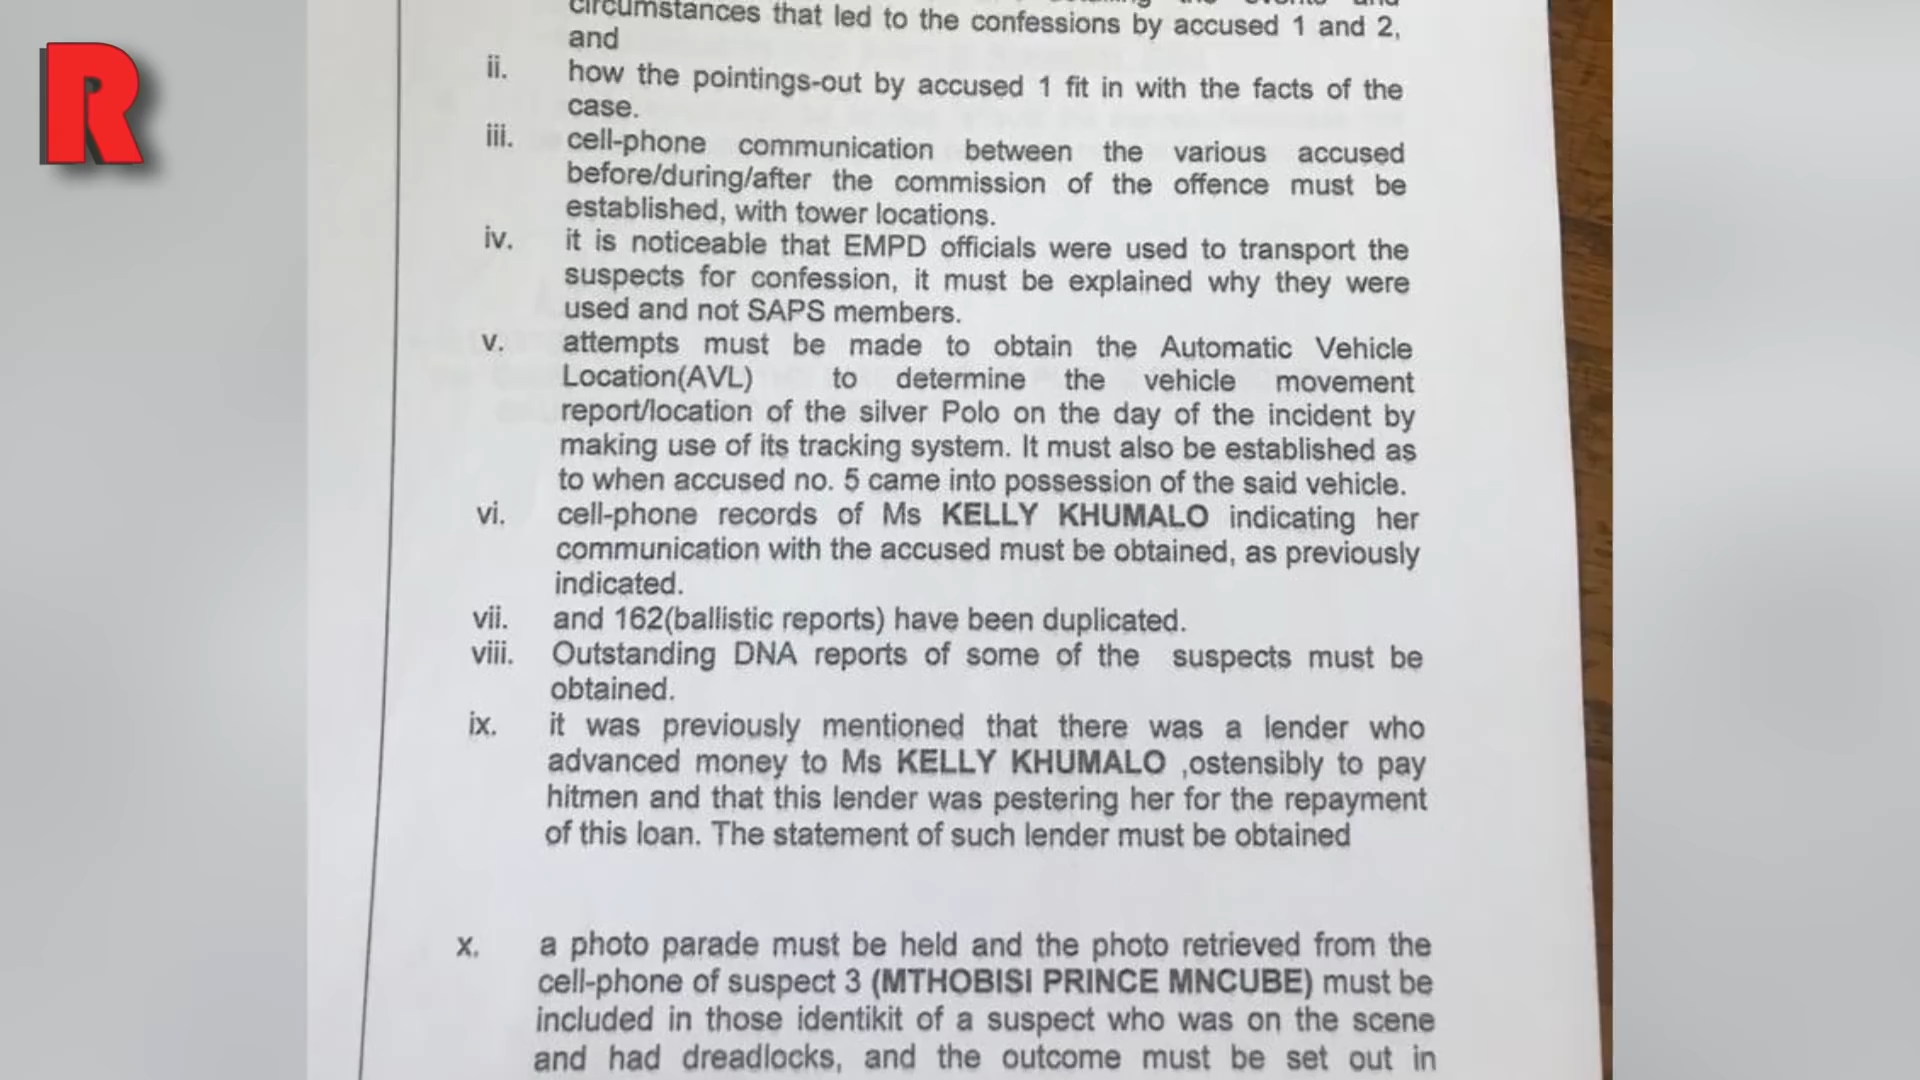 R
circumstances that led to the confessions by accused 1 and 2,
and
ii. how the pointings-out by accused 1 fit in with the facts of the
case.
iii. cell-phone communication between the various accused
before/during/after the commission of the offence must be
established, with tower locations.
iv. it is noticeable that EMPD officials were used to transport the
suspects for confession, it must be explained why they were
used and not SAPS members.
v. attempts must be made to obtain the Automatic Vehicle
Location(AVL) to determine the vehicle movement
report/location of the silver Polo on the day of the incident by
making use of its tracking system. It must also be established as
to when accused no. 5 came into possession of the said vehicle.
vi. cell-phone records of Ms KELLY KHUMALO indicating her
communication with the accused must be obtained, as previously
indicated.
vii. and 162(ballistic reports) have been duplicated.
viii. Outstanding DNA reports of some of the suspects must be
obtained.
ix. it was previously mentioned that there was a lender who
advanced money to Ms KELLY KHUMALO ,ostensibly to pay
hitmen and that this lender was pestering her for the repayment
of this loan. The statement of such lender must be obtained
x. a photo parade must be held and the photo retrieved from the
cell-phone of suspect 3 (MTHOBISI PRINCE MNCUBE) must be
included in those identikit of a suspect who was on the scene
and had dreadlocks, and the outcome must be set out in